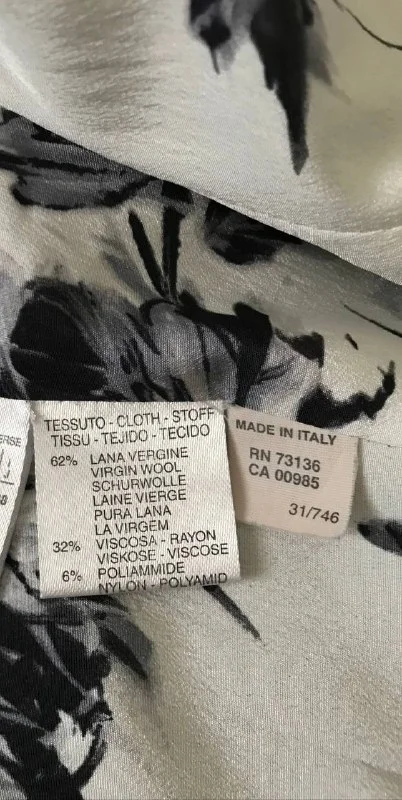 TESSUTO - CLOTH - STOFF
TISSU - TEJIDO - TECIDO
62% LANA VERGINE
VIRGIN WOOL
SCHURWOLLE
LAINE VIERGE
PURA LANA
LA VIRGEM
32% VISCOSA - RAYON
VISKOSE - VISCOSE
6% POLIAMMIDE
NYLON - POLYAMID
MADE IN ITALY
RN 73136
CA 00985
31/746